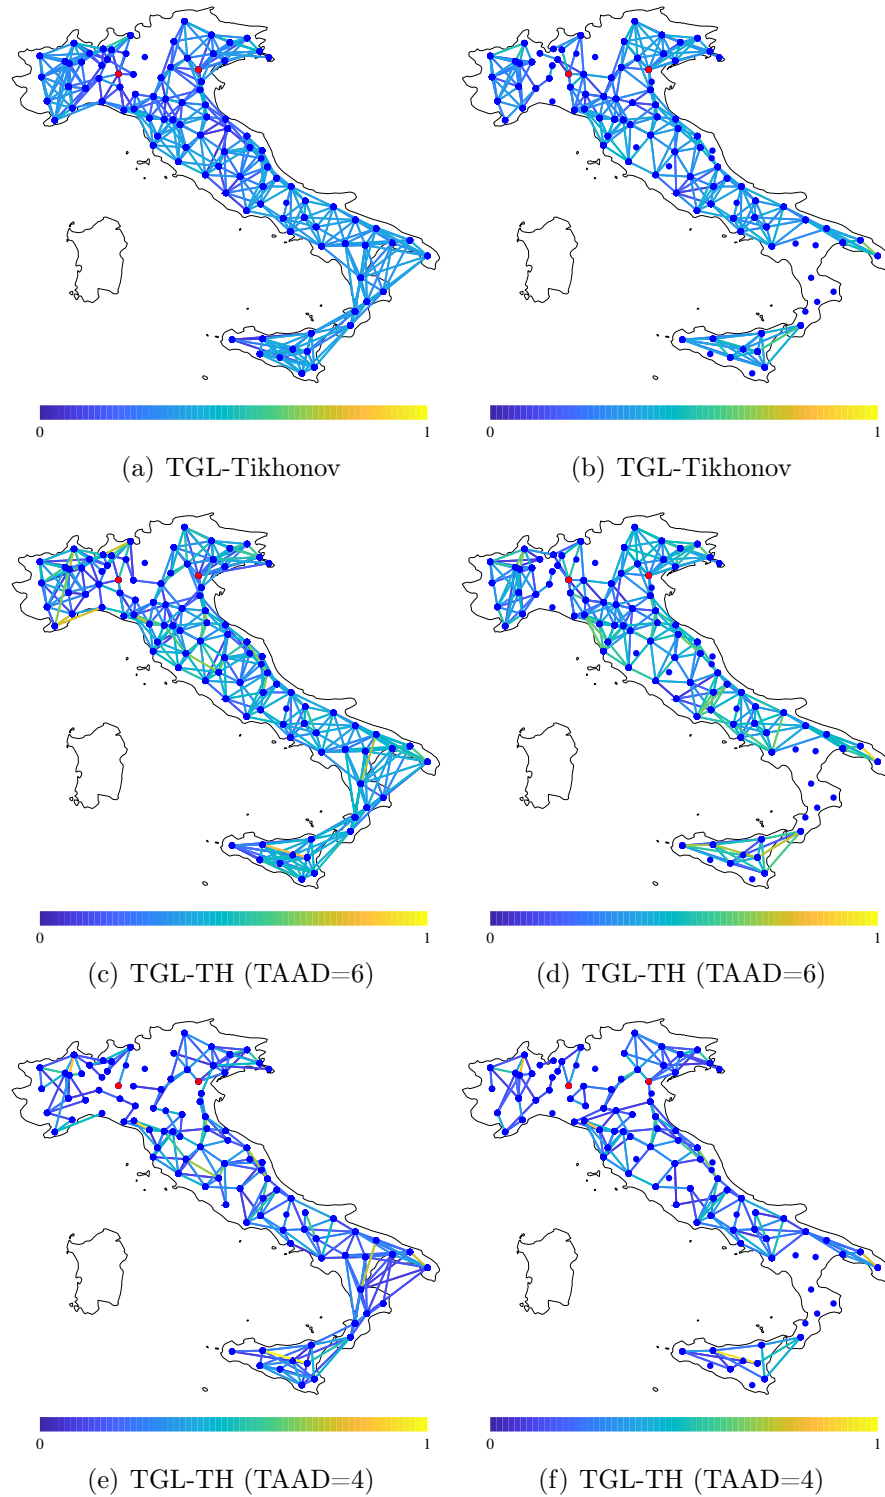 0 1 0 1
(a) TGL-Tikhonov (b) TGL-Tikhonov
0 1 0 1
(c) TGL-TH (TAAD=6) (d) TGL-TH (TAAD=6)
0 1 0 1
(e) TGL-TH (TAAD=4) (f) TGL-TH (TAAD=4)